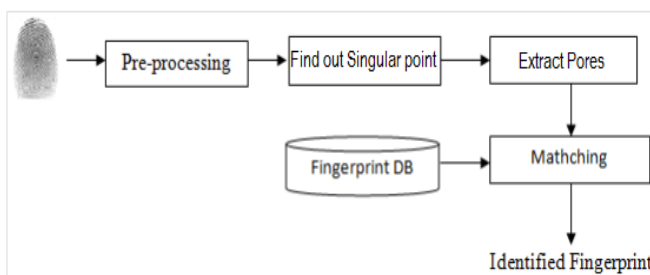 Pre-processing
Find out Singular point
Extract Pores
Fingerprint DB
Mathching
Identified Fingerprint